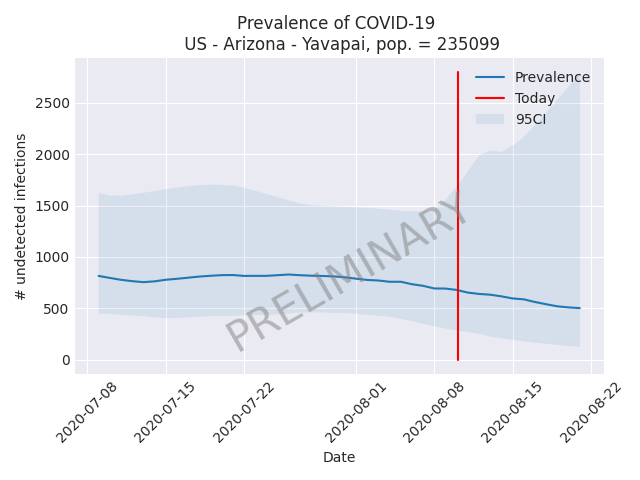 Prevalence of COVID-19
US - Arizona - Yavapai, pop. = 235099
Prevalence
Today
95CI
2500
2000
1500
1000
500
0
# undetected infections
PRELIMINARY
2020-07-08
2020-07-15
2020-07-22
2020-08-01
2020-08-08
2020-08-15
2020-08-22
Date